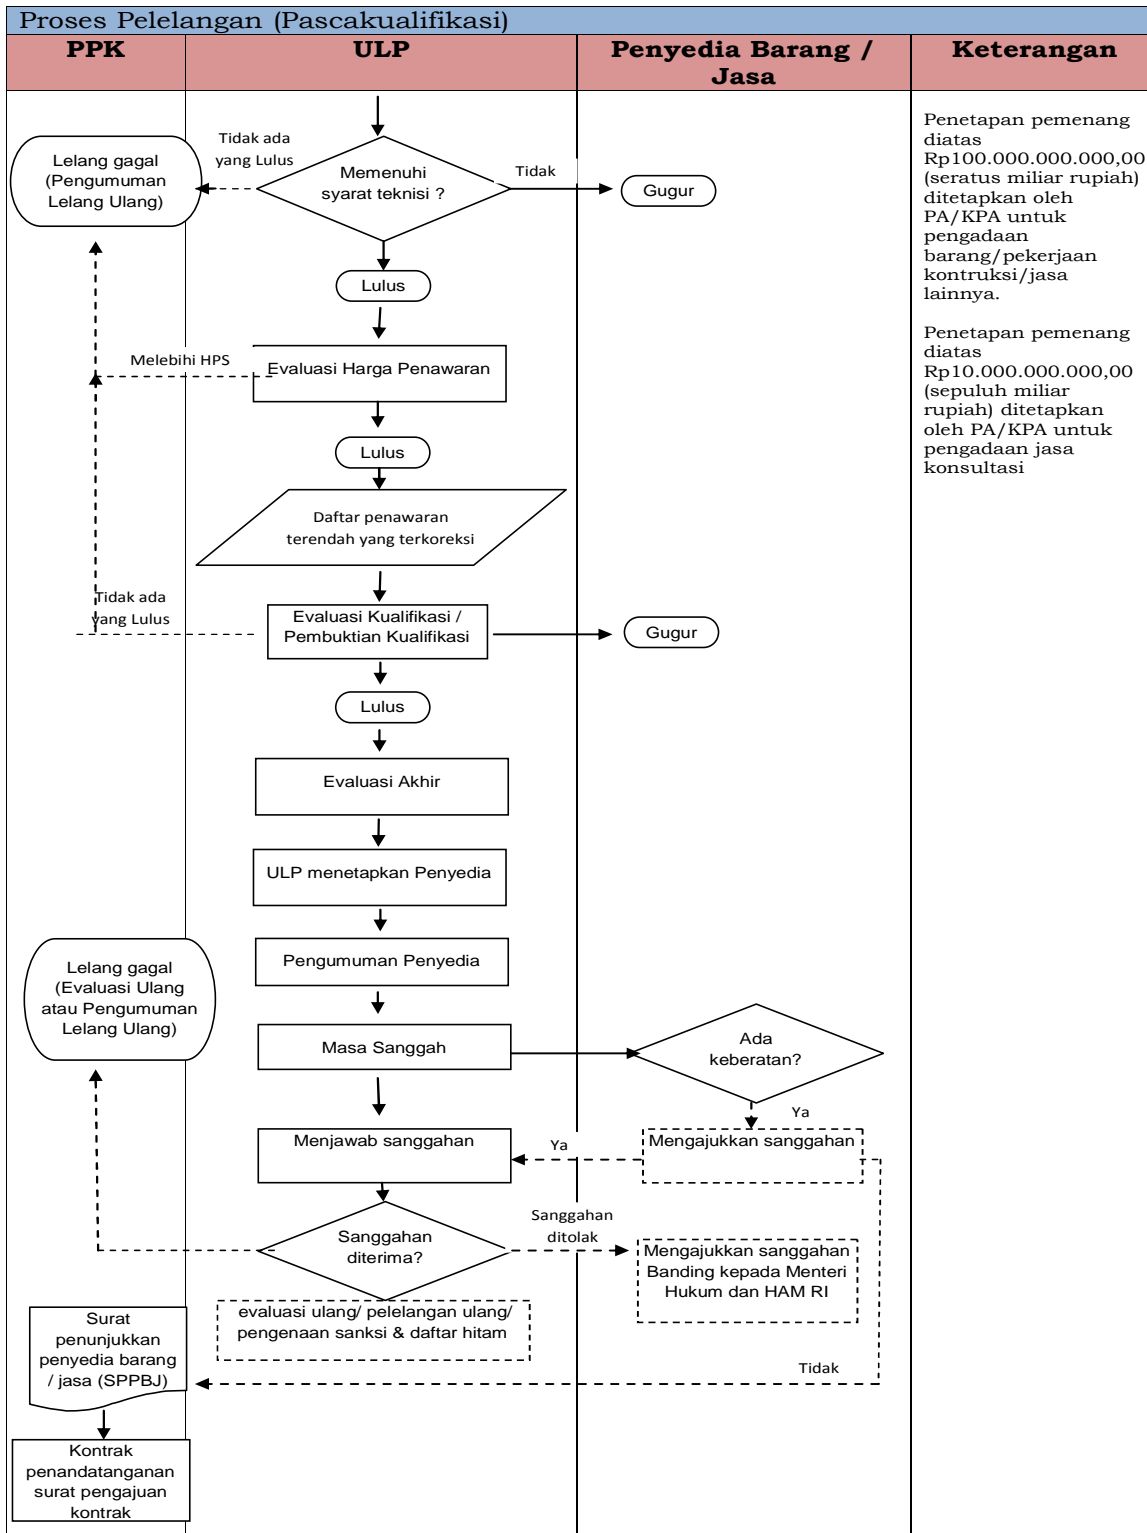 Proses Pelelangan (Pascakualifikasi)
PPK
ULP
Penyedia Barang /
Jasa
Keterangan
Lelang gagal
(Pengumuman
Lelang Ulang)
Tidak ada
yang Lulus
Memenuhi
syarat teknisi ?
Tidak
Gugur
Penetapan pemenang
diatas
Rp100.000.000.000,00
(seratus miliar rupiah)
ditetapkan oleh
PA/KPA untuk
pengadaan
barang/pekerjaan
kontruksi/jasa
lainnya.
Penetapan pemenang
diatas
Rp10.000.000.000,00
(sepuluh miliar
rupiah) ditetapkan
oleh PA/KPA untuk
pengadaan jasa
konsultasi
Lulus
Melebihi HPS
Evaluasi Harga Penawaran
Lulus
Daftar penawaran
terendah yang terkoreksi
Tidak ada
yang Lulus
Evaluasi Kualifikasi /
Pembuktian Kualifikasi
Gugur
Lulus
Evaluasi Akhir
ULP menetapkan Penyedia
Pengumuman Penyedia
Lelang gagal
(Evaluasi Ulang
atau Pengumuman
Lelang Ulang)
Masa Sanggah
Ada
keberatan?
Ya
Menjawab sanggahan
Ya
Mengajukkan sanggahan
Sanggahan
diterima?
Sanggahan
ditolak
Mengajukkan sanggahan
Banding kepada Menteri
Hukum dan HAM RI
evaluasi ulang/ pelelangan ulang/
pengenaan sanksi & daftar hitam
Surat
penunjukkan
penyedia barang
/ jasa (SPPBJ)
Tidak
Kontrak
penandatanganan
surat pengajuan
kontrak